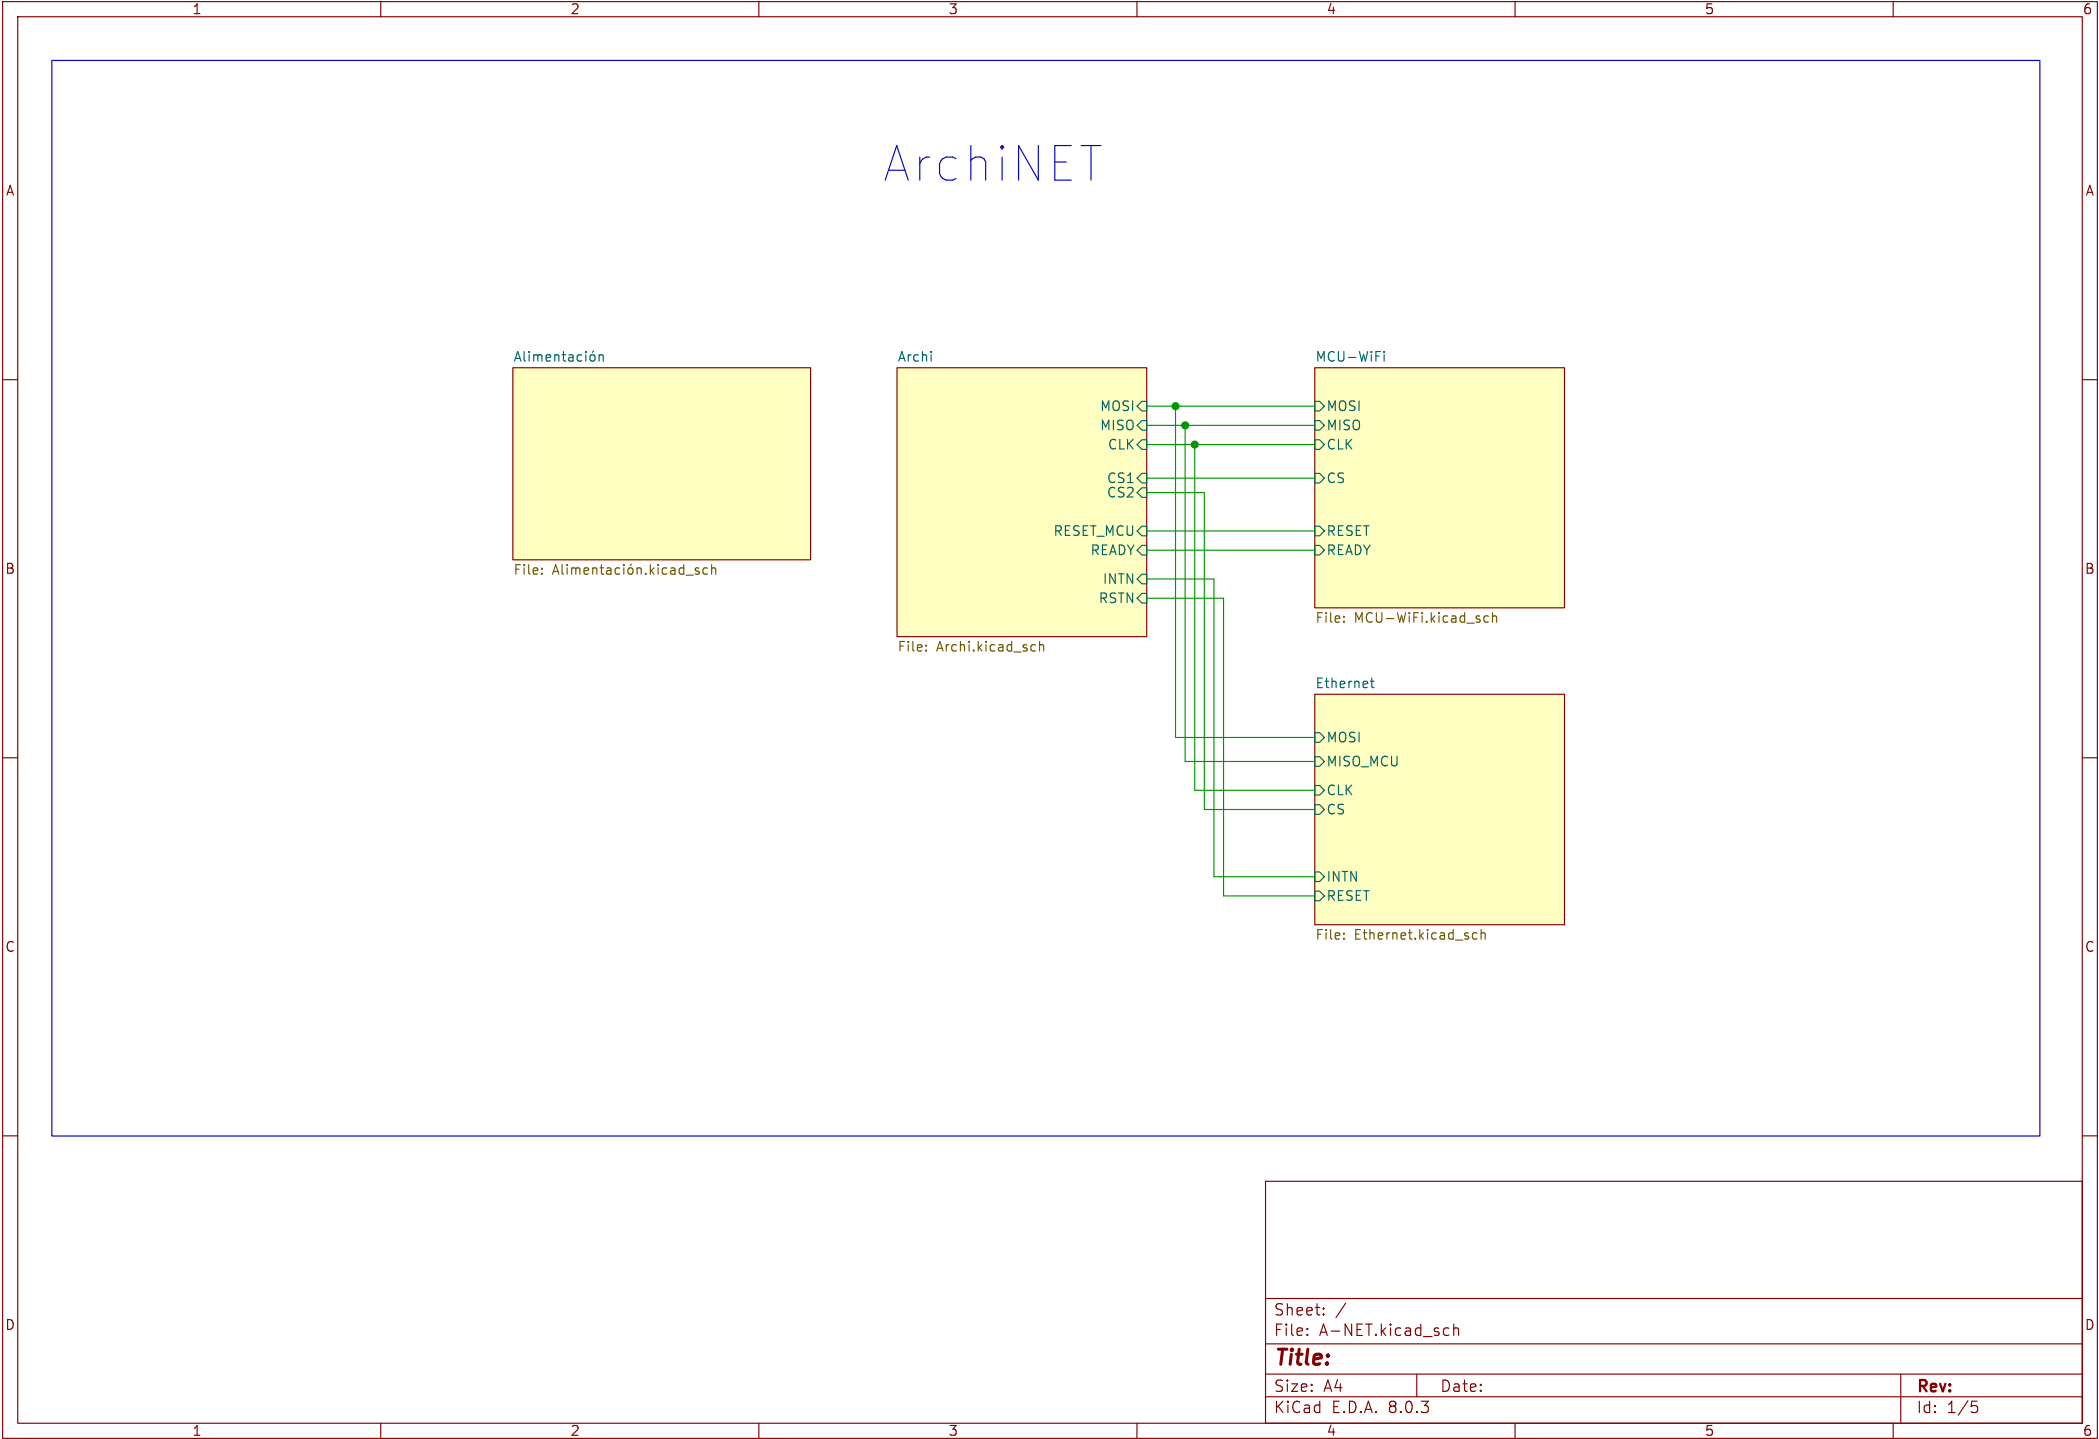 1 2 3 4 5 6
A A
B B
C C
D D
ArchiNET
Alimentación
File: Alimentación.kicad_sch
Archi
MOSI
MISO
CLK
CS1
CS2
RESET_MCU
READY
INTN
RSTN
File: Archi.kicad_sch
MCU-WiFi
MOSI
MISO
CLK
CS
RESET
READY
File: MCU-WiFi.kicad_sch
Ethernet
MOSI
MISO_MCU
CLK
CS
INTN
RESET
File: Ethernet.kicad_sch
Sheet: /
File: A-NET.kicad_sch
Title:
Size: A4 Date: Rev:
KiCad E.D.A. 8.0.3 Id: 1/5
1 2 3 4 5 6